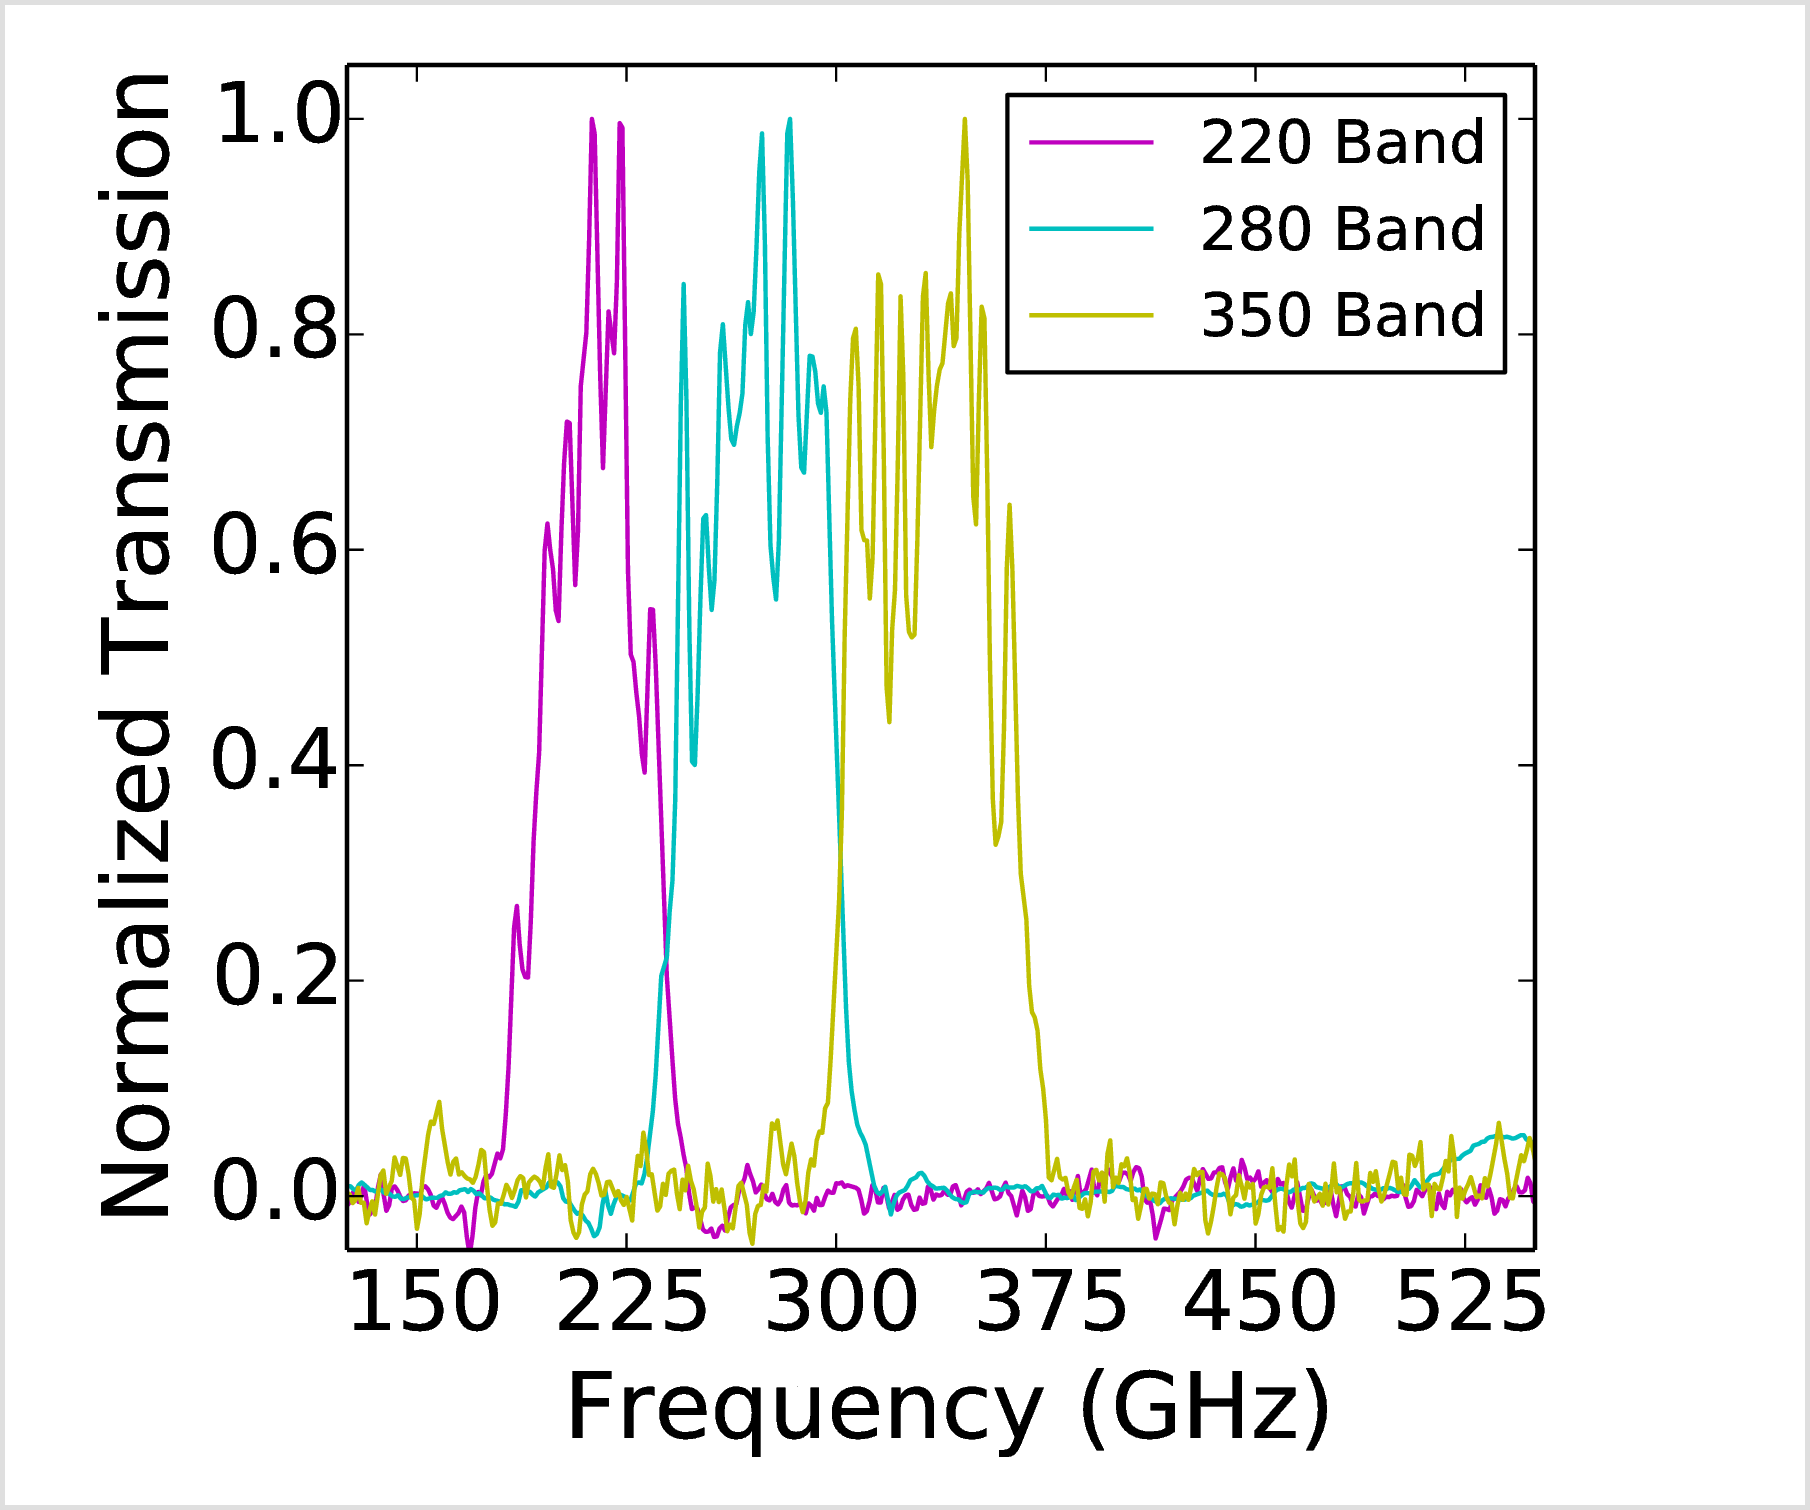 Normalized Transmission
1.0
0.8
0.6
0.4
0.2
0.0
220 Band
280 Band
350 Band
150 225 300 375 450 525
Frequency (GHz)